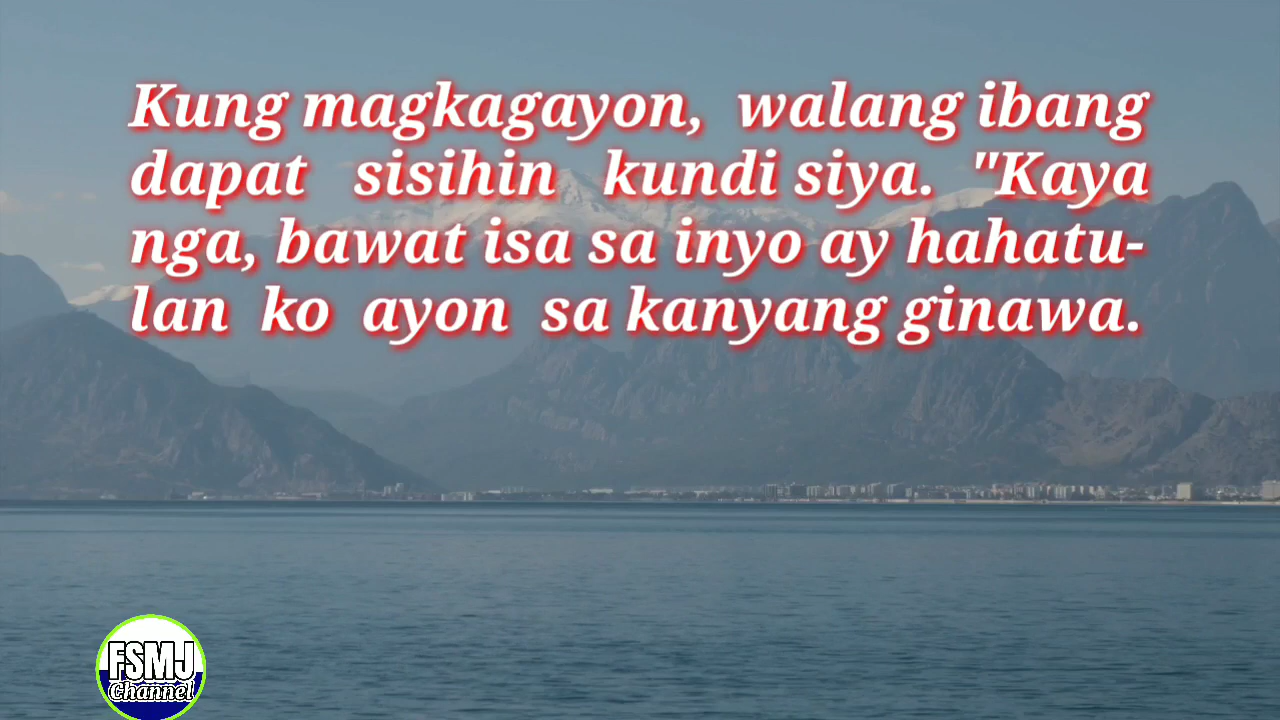 Kung magkagayon, walang ibang
dapat sisihin kundi siya. "Kaya
nga, bawat isa sa inyo ay hahatu-
lan ko ayon sa kanyang ginawa.
FSMJ
Channel